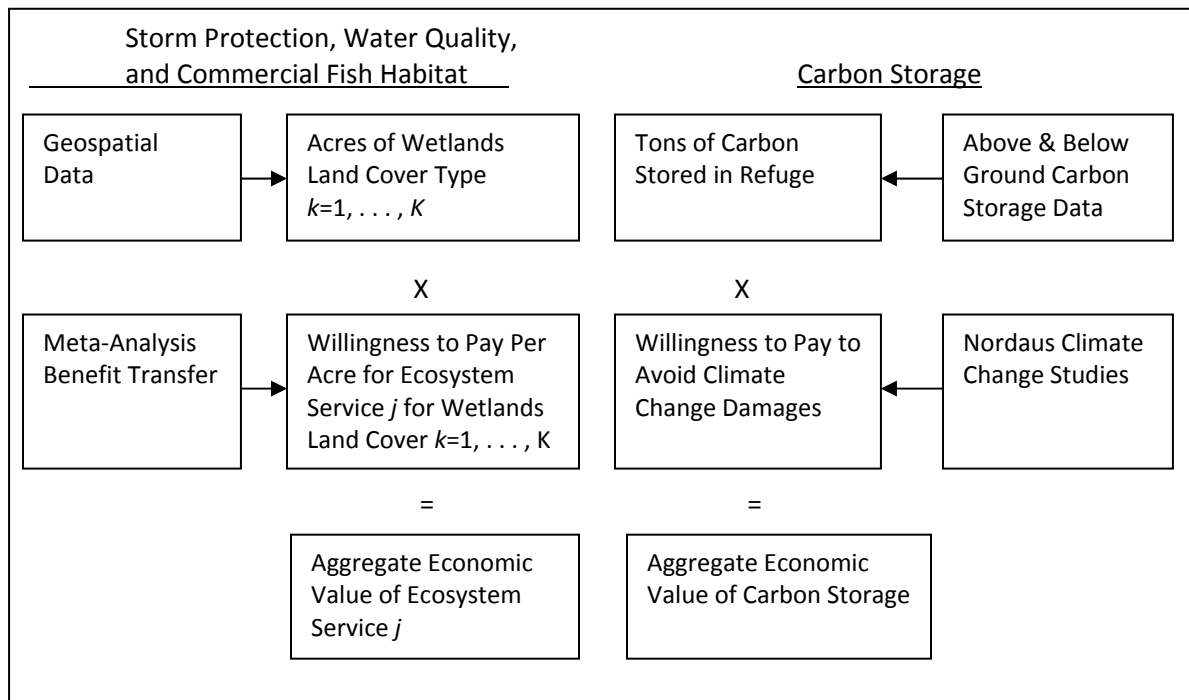 Storm Protection, Water Quality,
and Commercial Fish Habitat
Carbon Storage
Geospatial
Data
Acres of Wetlands
Land Cover Type
k=1, . . . , K
Tons of Carbon
Stored in Refuge
Above & Below
Ground Carbon
Storage Data
X
X
Meta-Analysis
Benefit Transfer
Willingness to Pay Per
Acre for Ecosystem
Service j for Wetlands
Land Cover k=1, . . . , K
Willingness to Pay to
Avoid Climate
Change Damages
Nordaus Climate
Change Studies
=
=
Aggregate Economic
Value of Ecosystem
Service j
Aggregate Economic
Value of Carbon Storage